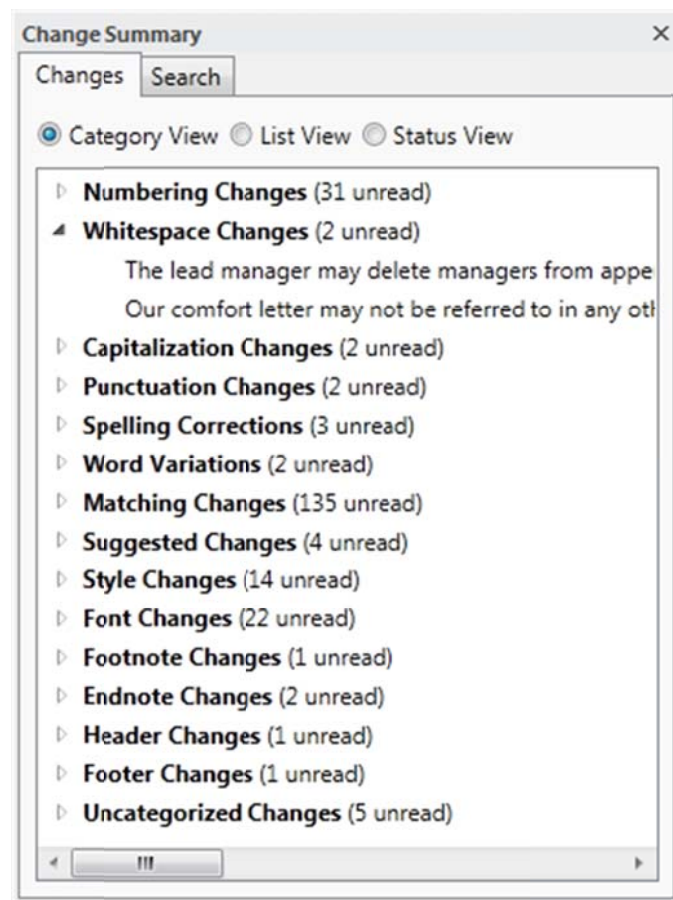 Change Summary
Changes Search
Category View List View Status View
Numbering Changes (31 unread)
Whitespace Changes (2 unread)
The lead manager may delete managers from appe
Our comfort letter may not be referred to in any oth
Capitalization Changes (2 unread)
Punctuation Changes (2 unread)
Spelling Corrections (3 unread)
Word Variations (2 unread)
Matching Changes (135 unread)
Suggested Changes (4 unread)
Style Changes (14 unread)
Font Changes (22 unread)
Footnote Changes (1 unread)
Endnote Changes (2 unread)
Header Changes (1 unread)
Footer Changes (1 unread)
Uncategorized Changes (5 unread)